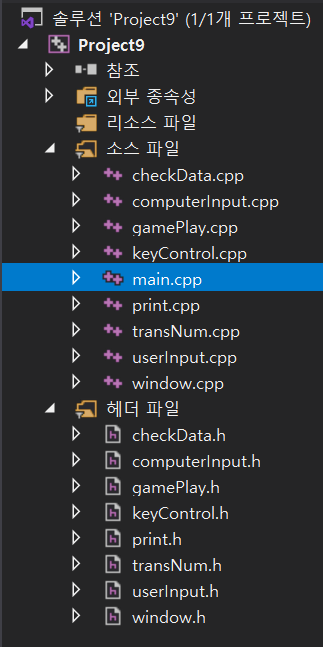 솔루션 'Project9' (1/1개 프로젝트)
Project9
참조
외부 종속성
리소스 파일
소스 파일
checkData.cpp
computerInput.cpp
gamePlay.cpp
keyControl.cpp
main.cpp
print.cpp
transNum.cpp
userInput.cpp
window.cpp
헤더 파일
checkData.h
computerInput.h
gamePlay.h
keyControl.h
print.h
transNum.h
userInput.h
window.h